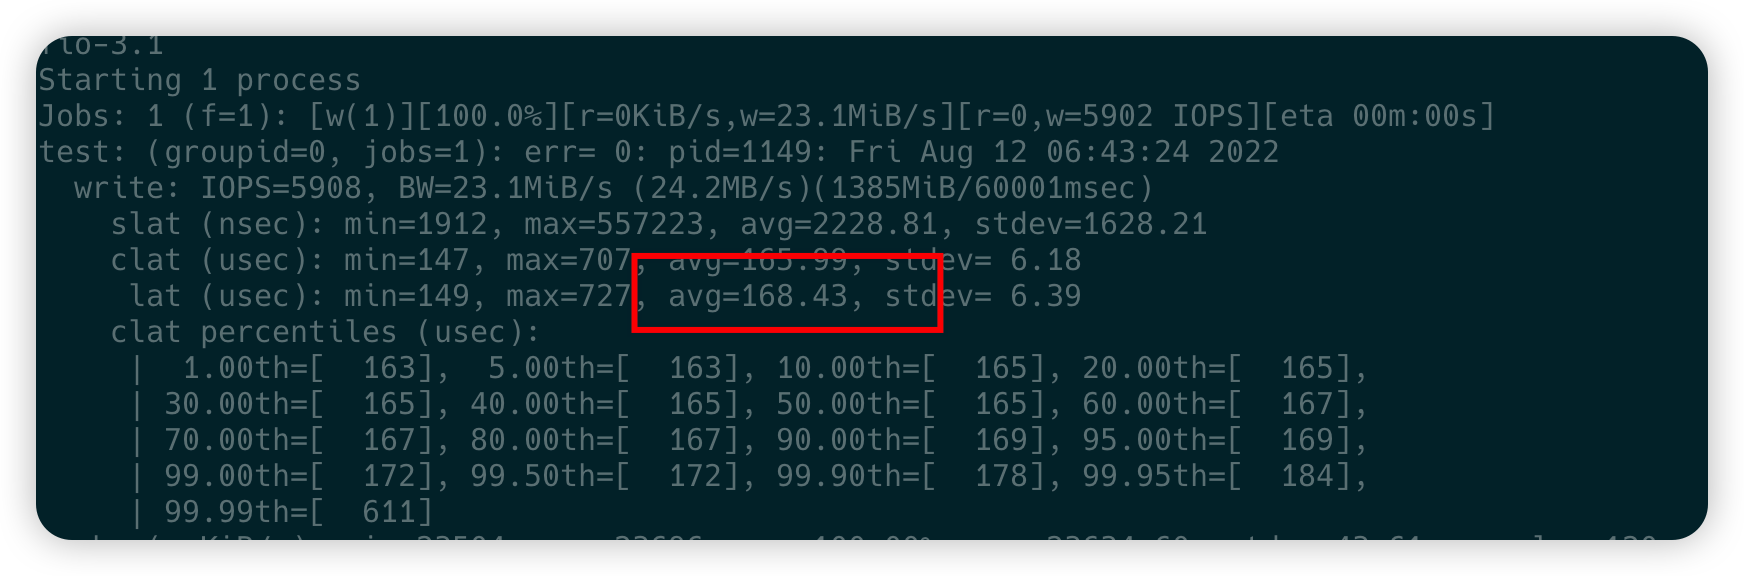 fio-3.1
Starting 1 process
Jobs: 1 (f=1): [w(1)][100.0%][r=0KiB/s,w=23.1MiB/s][r=0,w=5902 IOPS][eta 00m:00s]
test: (groupid=0, jobs=1): err= 0: pid=1149: Fri Aug 12 06:43:24 2022
write: IOPS=5908, BW=23.1MiB/s (24.2MB/s)(1385MiB/60001msec)
slat (nsec): min=1912, max=557223, avg=2228.81, stdev=1628.21
clat (usec): min=147, max=707, avg=165.99, stdev= 6.18
lat (usec): min=149, max=727, avg=168.43, stdev= 6.39
clat percentiles (usec):
|  1.00th=[  163],  5.00th=[  163], 10.00th=[  165], 20.00th=[  165],
| 30.00th=[  165], 40.00th=[  165], 50.00th=[  165], 60.00th=[  167],
| 70.00th=[  167], 80.00th=[  167], 90.00th=[  169], 95.00th=[  169],
| 99.00th=[  172], 99.50th=[  172], 99.90th=[  178], 99.95th=[  184],
| 99.99th=[  611]